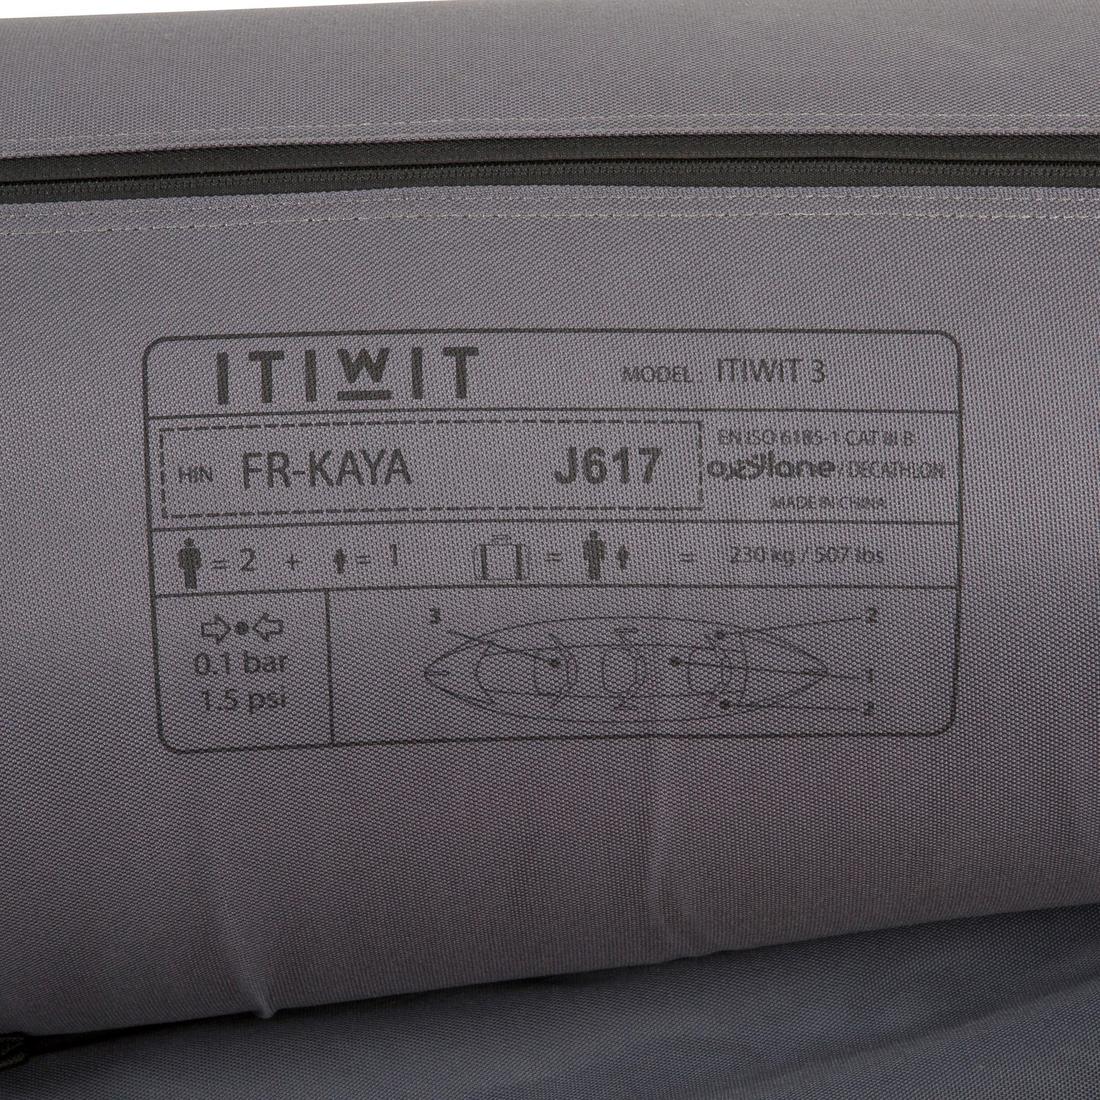 ITIWIT MODEL: ITIWIT 3
HIN FR-KAYA J617
EN ISO 6185-1 CAT III B
oxylane / DECATHLON
MADE IN CHINA
= 2 + = 1 = = 230 kg / 507 lbs
0.1 bar
1.5 psi
3 2
1
2